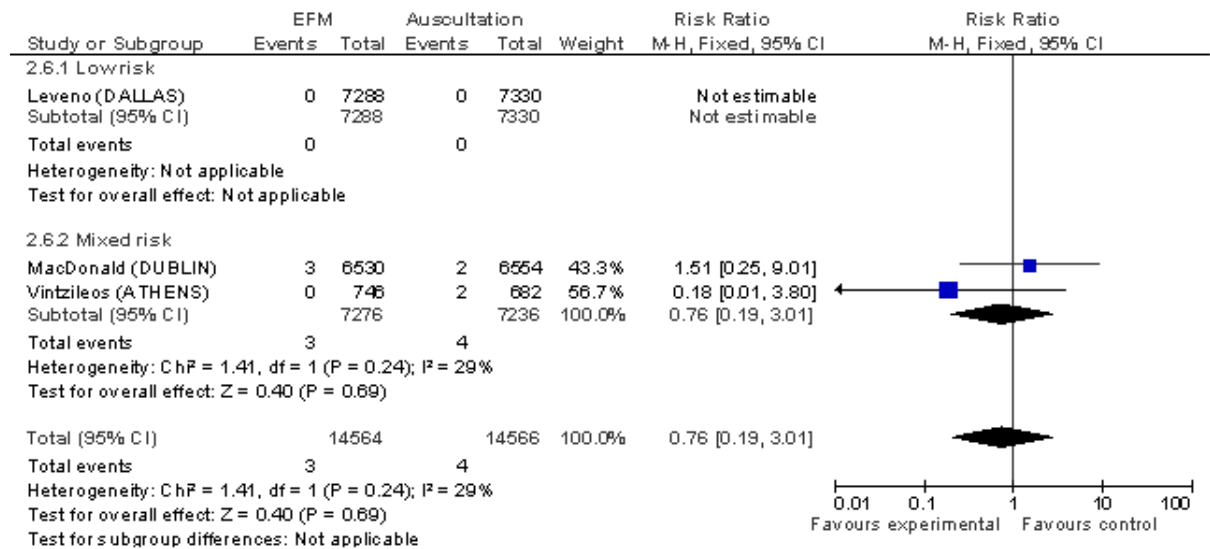 EFM Auscultation Risk Ratio Risk Ratio
Study or Subgroup Events Total Events Total Weight M-H, Fixed, 95% CI M-H, Fixed, 95% CI
2.6.1 Low risk
Leveno (DALLAS) 0 7288 0 7330 Not estimable
Subtotal (95% CI) 7288 7330 Not estimable
Total events 0 0
Heterogeneity: Not applicable
Test for overall effect: Not applicable
2.6.2 Mixed risk
MacDonald (DUBLIN) 3 6530 2 6554 43.3% 1.51 [0.25, 9.01]
Vintzileos (ATHENS) 0 746 2 682 56.7% 0.18 [0.01, 3.80]
Subtotal (95% CI) 7276 7236 100.0% 0.76 [0.19, 3.01]
Total events 3 4
Heterogeneity: Chi² = 1.41, df = 1 (P = 0.24); I² = 29%
Test for overall effect: Z = 0.40 (P = 0.69)
Total (95% CI) 14564 14566 100.0% 0.76 [0.19, 3.01]
Total events 3 4
Heterogeneity: Chi² = 1.41, df = 1 (P = 0.24); I² = 29%
Test for overall effect: Z = 0.40 (P = 0.69)
Test for subgroup differences: Not applicable
0.01 0.1 1 10 100
Favours experimental Favours control